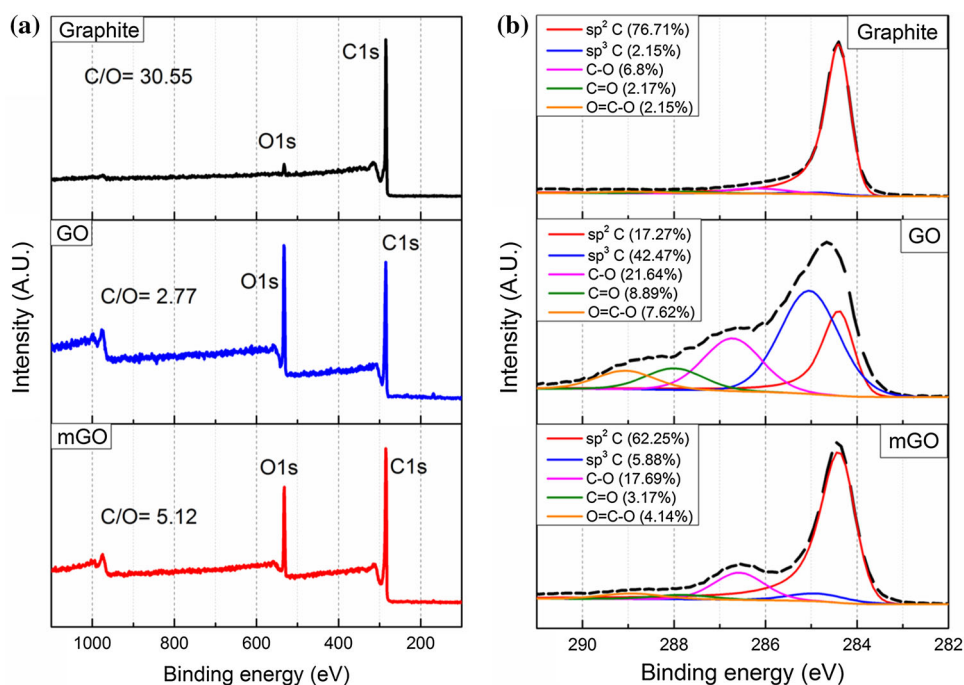 (a)
Graphite
C1s
C/O= 30.55
O1s
GO
O1s
C1s
C/O= 2.77
mGO
O1s
C1s
C/O= 5.12
Intensity (A.U.)
1000 800 600 400 200
Binding energy (eV)
(b)
Graphite
sp² C (76.71%)
sp³ C (2.15%)
C-O (6.8%)
C=O (2.17%)
O=C-O (2.15%)
GO
sp² C (17.27%)
sp³ C (42.47%)
C-O (21.64%)
C=O (8.89%)
O=C-O (7.62%)
mGO
sp² C (62.25%)
sp³ C (5.88%)
C-O (17.69%)
C=O (3.17%)
O=C-O (4.14%)
Intensity (A.U.)
290 288 286 284 282
Binding energy (eV)